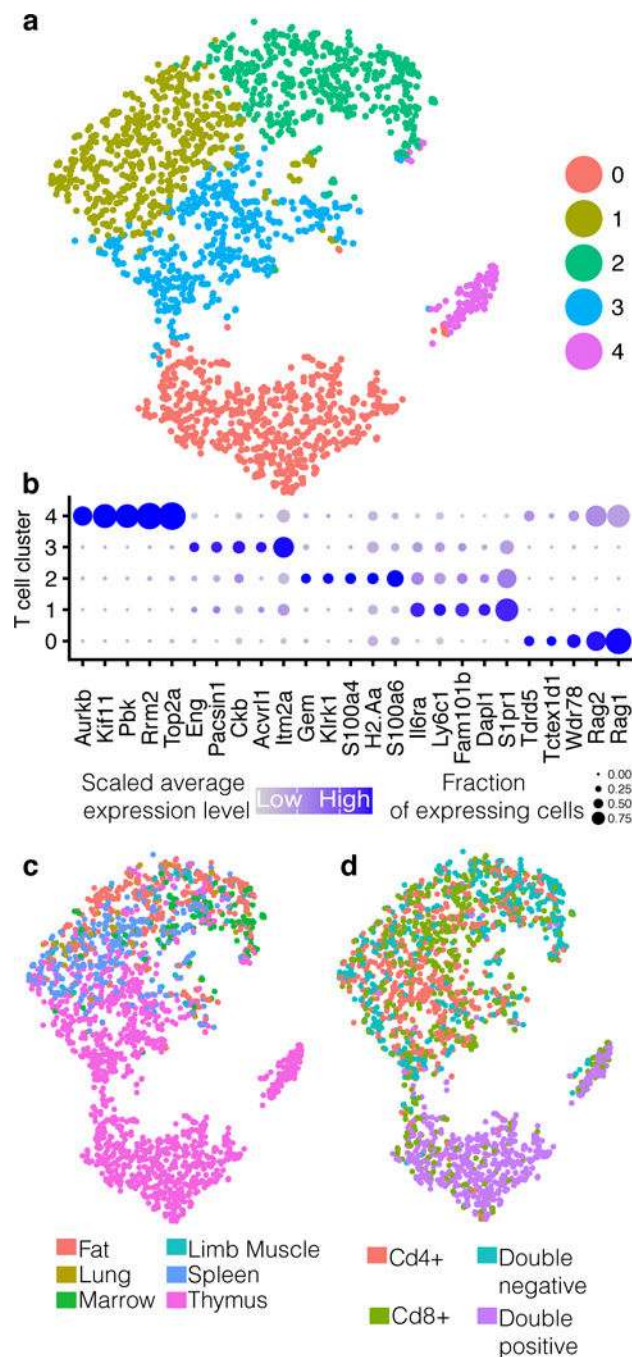 a
0
1
2
3
4
b
T cell cluster
4
3
2
1
0
Aurkb
Kif11
Pbk
Rrm2
Top2a
Eng
Pacsin1
Ckb
Acvrl1
Itm2a
Gem
Klrk1
S100a4
H2.Aa
S100a6
Il6ra
Ly6c1
Fam101b
Dapl1
S1pr1
Tdrd5
Tctex1d1
Wdr78
Rag2
Rag1
Scaled average
expression level
Low High
Fraction
of expressing cells
0.00
0.25
0.50
0.75
c
d
Fat
Lung
Marrow
Limb Muscle
Spleen
Thymus
Cd4+
Cd8+
Double
negative
Double
positive